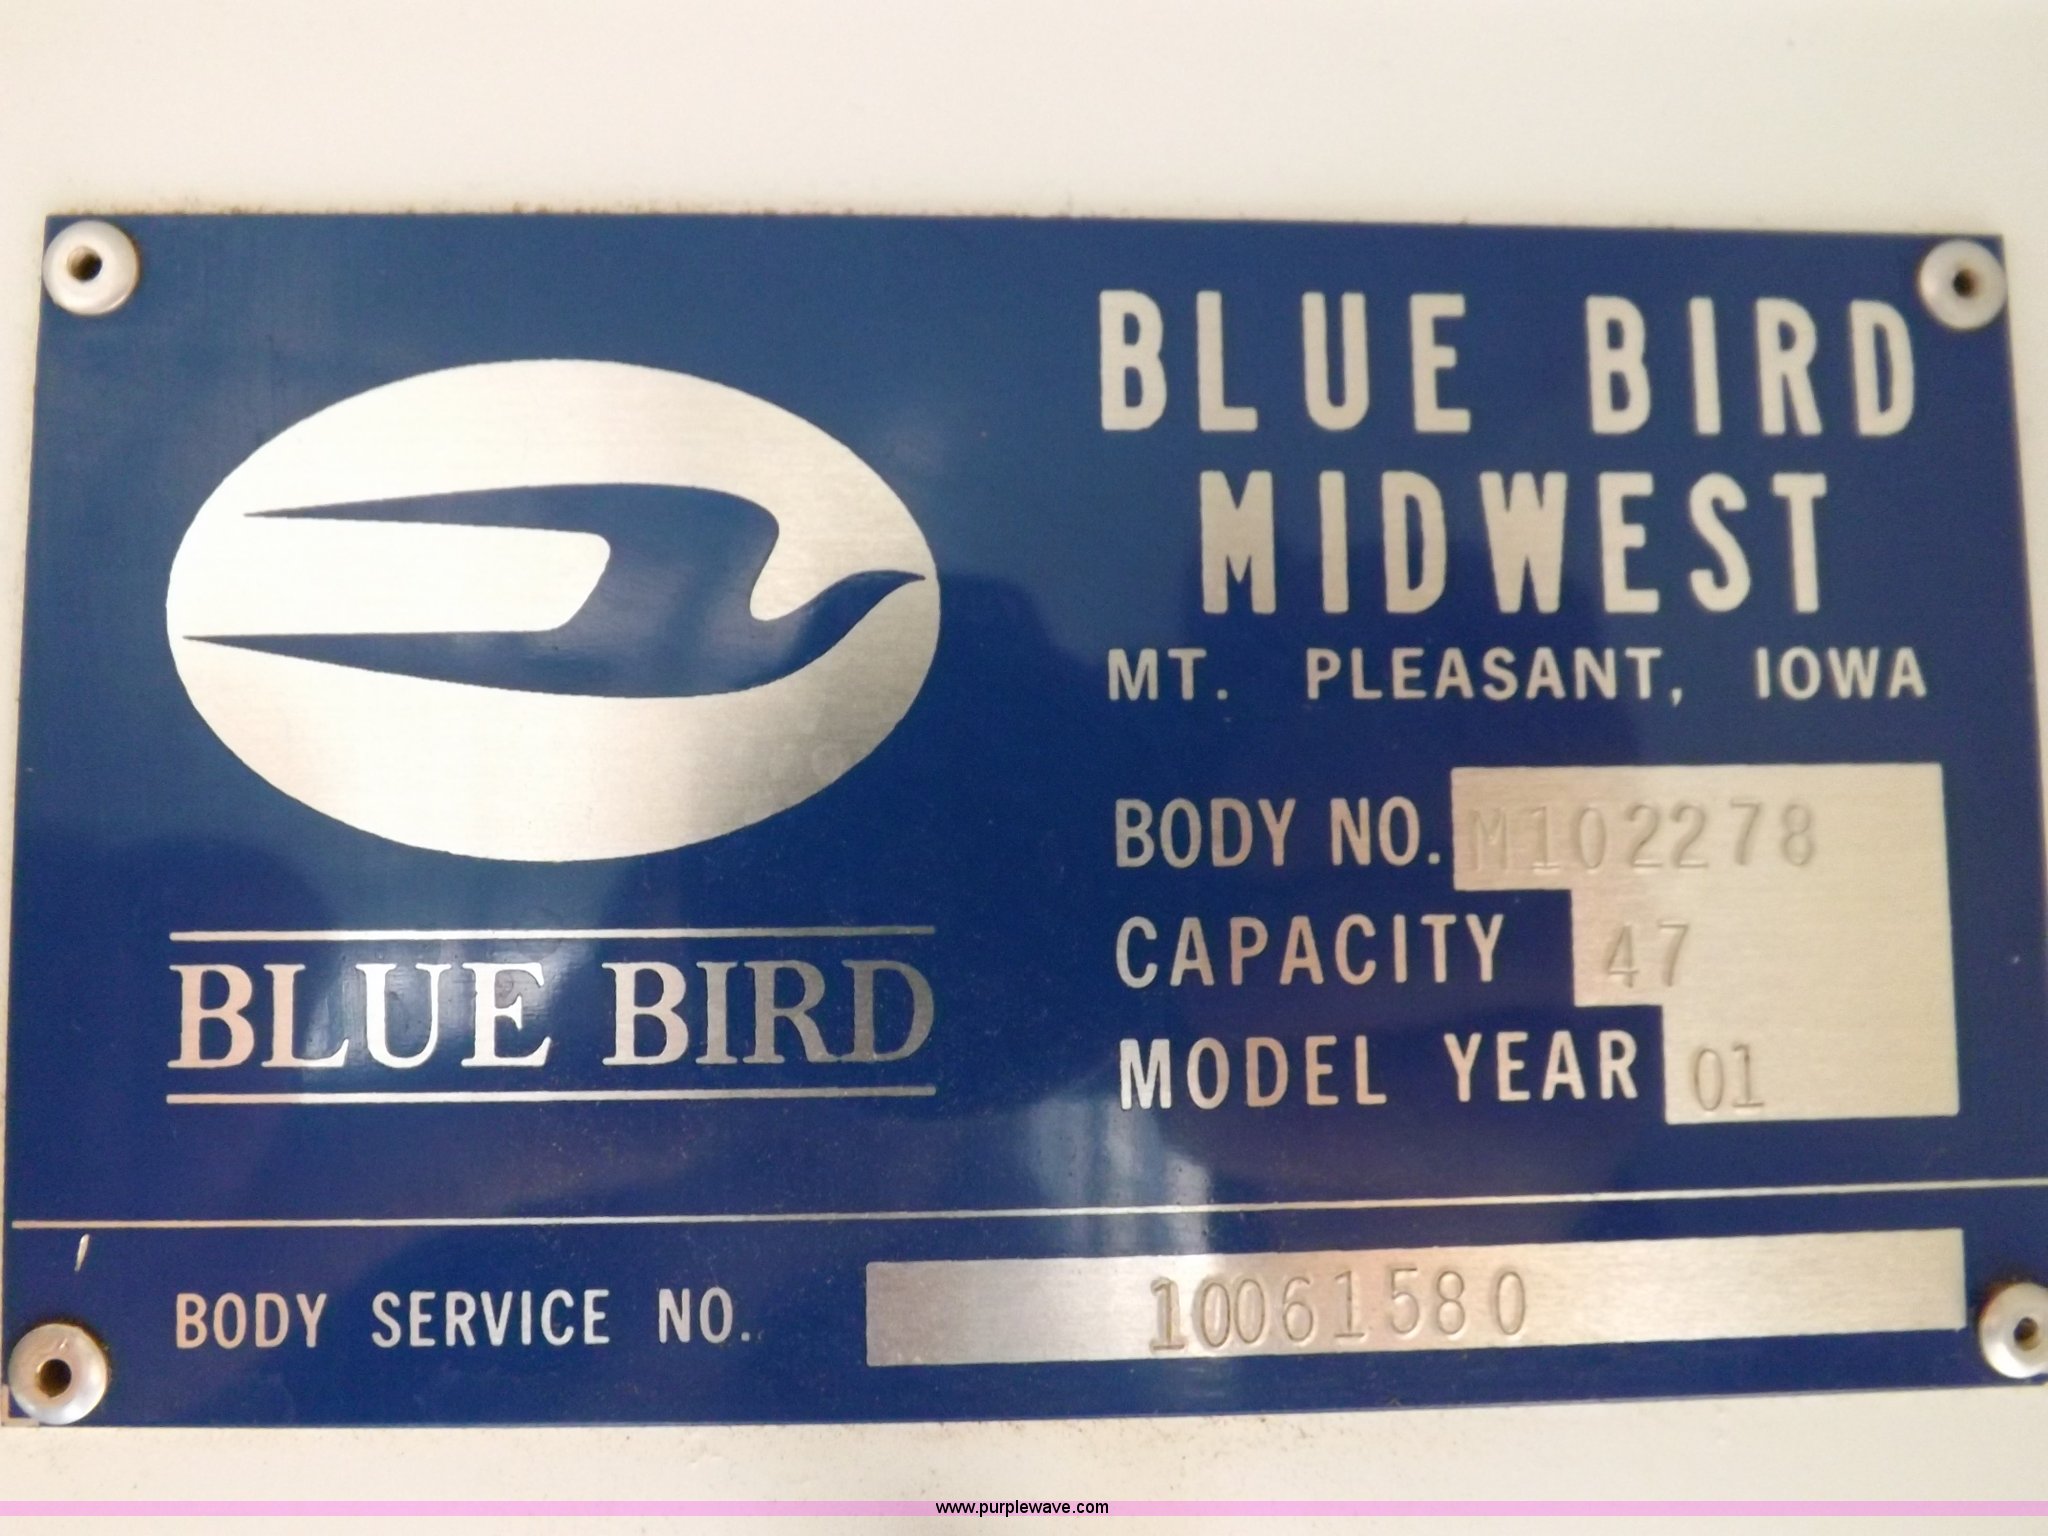 BLUE BIRD
MIDWEST
MT. PLEASANT, IOWA
BODY NO. M102278
CAPACITY 47
MODEL YEAR 01
BLUE BIRD
BODY SERVICE NO. 10061580
www.purplewave.com